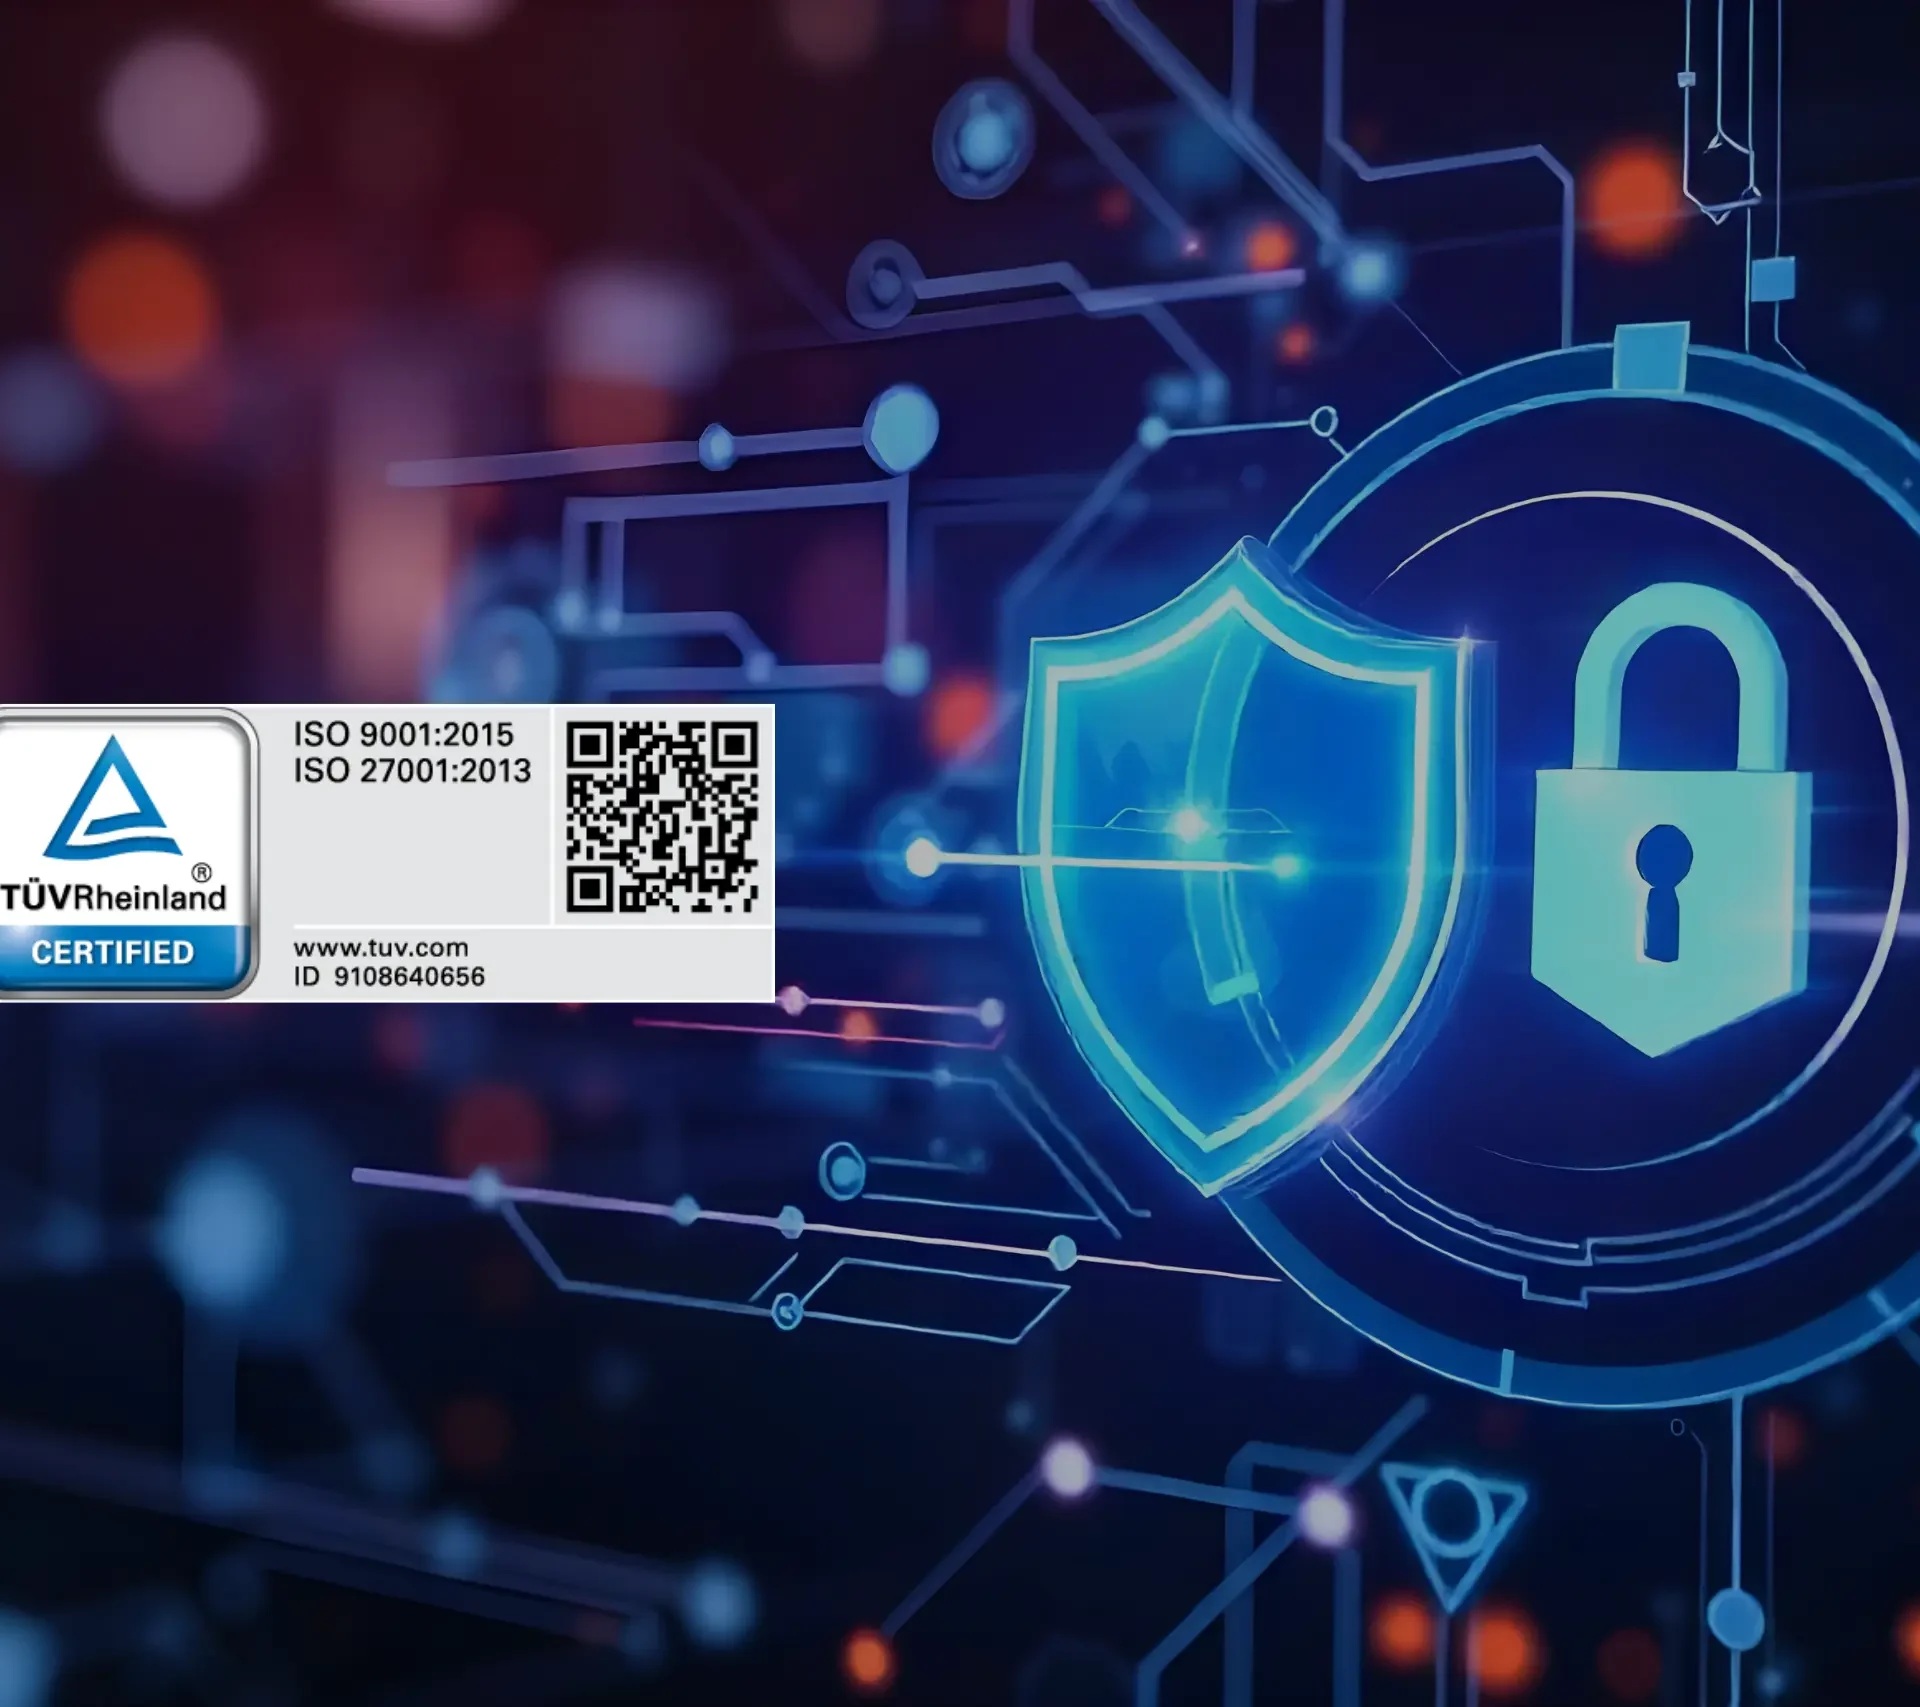 ISO 9001:2015
ISO 27001:2013
®
TÜVRheinland
CERTIFIED
www.tuv.com
ID 9108640656